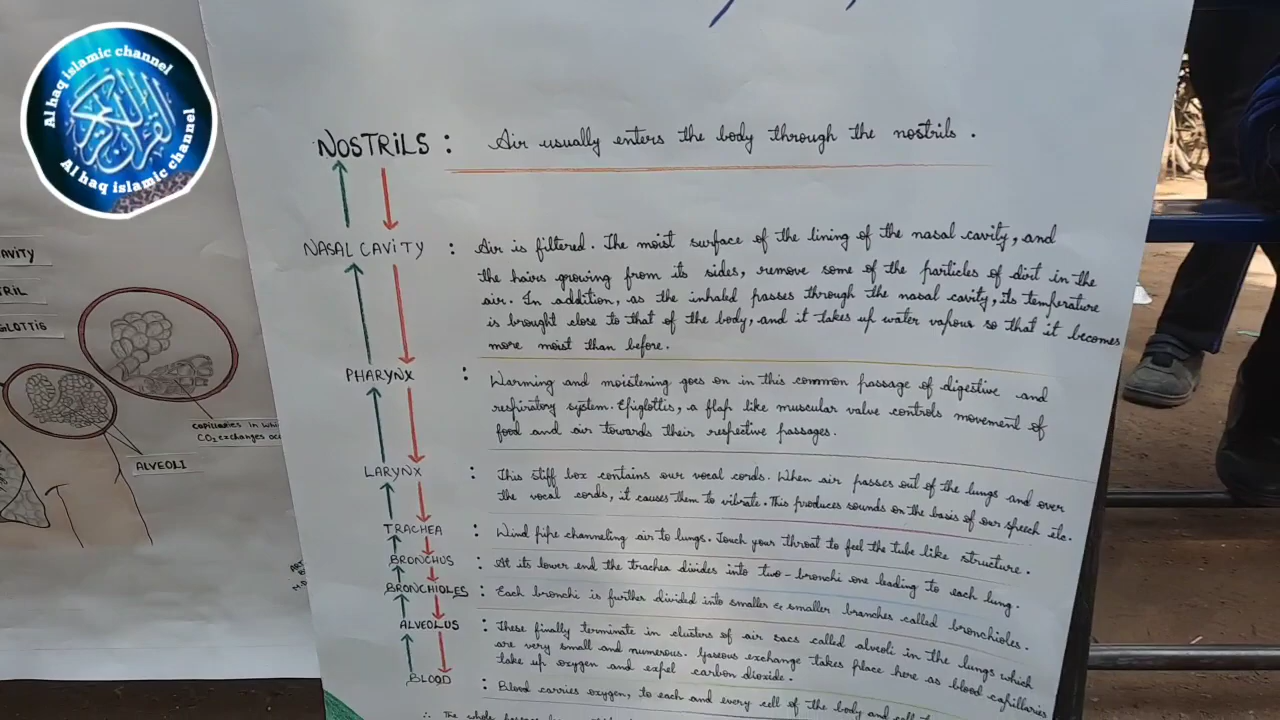 Al haq islamic channel
Al haq islamic channel
NOSTRILS : Air usually enters the body through the nostrils.
NASAL CAVITY : Air is filtered. The moist surface of the lining of the nasal cavity, and
the hairs growing from its sides, remove some of the particles of dirt in the
air. In addition, as the inhaled passes through the nasal cavity, its temperature
is brought close to that of the body, and it takes up water vapour so that it becomes
more moist than before.
PHARYNX : Warming and moistening goes on in this common passage of digestive and
respiratory system. Epiglottis, a flap like muscular valve controls movement of
food and air towards their respective passages.
LARYNX : This stiff box contains our vocal cords. When air passes out of the lungs and over
the vocal cords, it causes them to vibrate. This produces sounds on the basis of our speech etc.
TRACHEA : Wind pipe channeling air to lungs. Touch your throat to feel the tube like structure.
BRONCHUS : At its lower end the trachea divides into two-bronchi one leading to each lung.
BRONCHIOLES : Each bronchi is further divided into smaller & smaller branches called bronchioles.
ALVEOLUS : These finally terminate in clusters of air sacs called alveoli in the lungs which
are very small and numerous. Gaseous exchange takes place here as blood capillaries
take up oxygen and expel carbon dioxide.
BLOOD : Blood carries oxygen, to each and every cell of the body and
∴ The whole
AVITY
RIL
GLOTTIS
capillaries in
CO2 exchanges
ALVEOLI